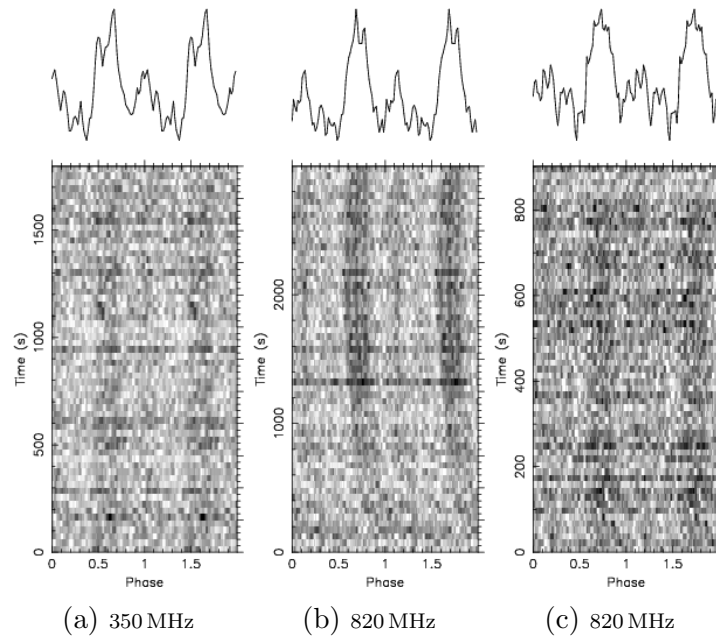 1500
1000
500
0
Time (s)
0 0.5 1 1.5
Phase
2000
1000
0
Time (s)
0 0.5 1 1.5
Phase
800
600
400
200
0
Time (s)
0 0.5 1 1.5
Phase
(a) 350 MHz
(b) 820 MHz
(c) 820 MHz